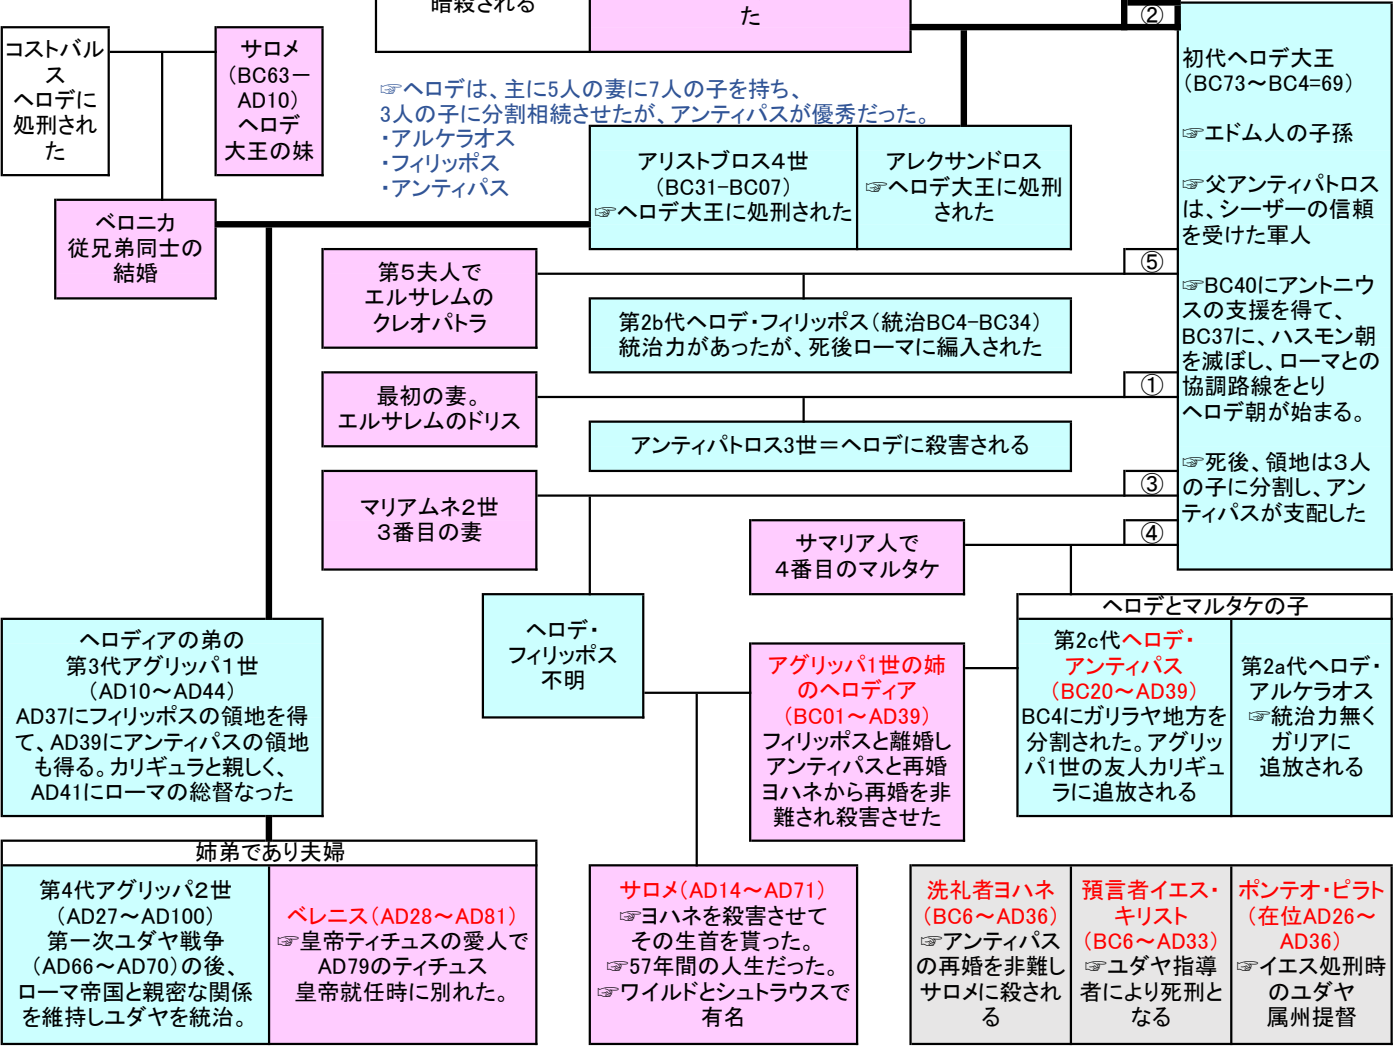 暗殺される
た
②
コストバル
ス
ヘロデに
処刑され
た
サロメ
(BC63－
AD10)
ヘロデ
大王の妹
☞ヘロデは、主に5人の妻に7人の子を持ち、
3人の子に分割相続させたが、アンティパスが優秀だった。
・アルケラオス
・フィリッポス
・アンティパス
初代ヘロデ大王
(BC73～BC4=69)
☞エドム人の子孫
☞父アンティパトロス
は、シーザーの信頼
を受けた軍人
☞BC40にアントニウ
スの支援を得て、
BC37に、ハスモン朝
を滅ぼし、ローマとの
協調路線をとり
ヘロデ朝が始まる。
☞死後、領地は3人
の子に分割し、アン
ティパスが支配した
アリストブロス4世
(BC31-BC07)
☞ヘロデ大王に処刑された
アレクサンドロス
☞ヘロデ大王に処刑
された
ベロニカ
従兄弟同士の
結婚
⑤
第5夫人で
エルサレムの
クレオパトラ
第2b代ヘロデ・フィリッポス(統治BC4-BC34)
統治力があったが、死後ローマに編入された
①
最初の妻。
エルサレムのドリス
アンティパトロス3世＝ヘロデに殺害される
③
マリアムネ2世
3番目の妻
④
サマリア人で
4番目のマルタケ
ヘロデとマルタケの子
ヘロデ・
フィリッポス
不明
第2c代ヘロデ・
アンティパス
(BC20～AD39)
BC4にガリラヤ地方を
分割された。アグリッ
パ1世の友人カリギュ
ラに追放される
第2a代ヘロデ・
アルケラオス
☞統治力無く
ガリアに
追放される
ヘロディアの弟の
第3代アグリッパ1世
(AD10～AD44)
AD37にフィリッポスの領地を得
て、AD39にアンティパスの領地
も得る。カリギュラと親しく、
AD41にローマの総督なった
アグリッパ1世の姉
のヘロディア
(BC01～AD39)
フィリッポスと離婚し
アンティパスと再婚
ヨハネから再婚を非
難され殺害させた
姉弟であり夫婦
第4代アグリッパ2世
(AD27～AD100)
第一次ユダヤ戦争
(AD66～AD70)の後、
ローマ帝国と親密な関係
を維持しユダヤを統治。
ベレニス(AD28～AD81)
☞皇帝ティチュスの愛人で
AD79のティチュス
皇帝就任時に別れた。
サロメ(AD14～AD71)
☞ヨハネを殺害させて
その生首を貰った。
☞57年間の人生だった。
☞ワイルドとシュトラウスで
有名
洗礼者ヨハネ
(BC6～AD36)
☞アンティパス
の再婚を非難し
サロメに殺され
る
預言者イエス・
キリスト
(BC6～AD33)
☞ユダヤ指導
者により死刑と
なる
ポンテオ・ピラト
(在位AD26～
AD36)
☞イエス処刑時
のユダヤ
属州提督